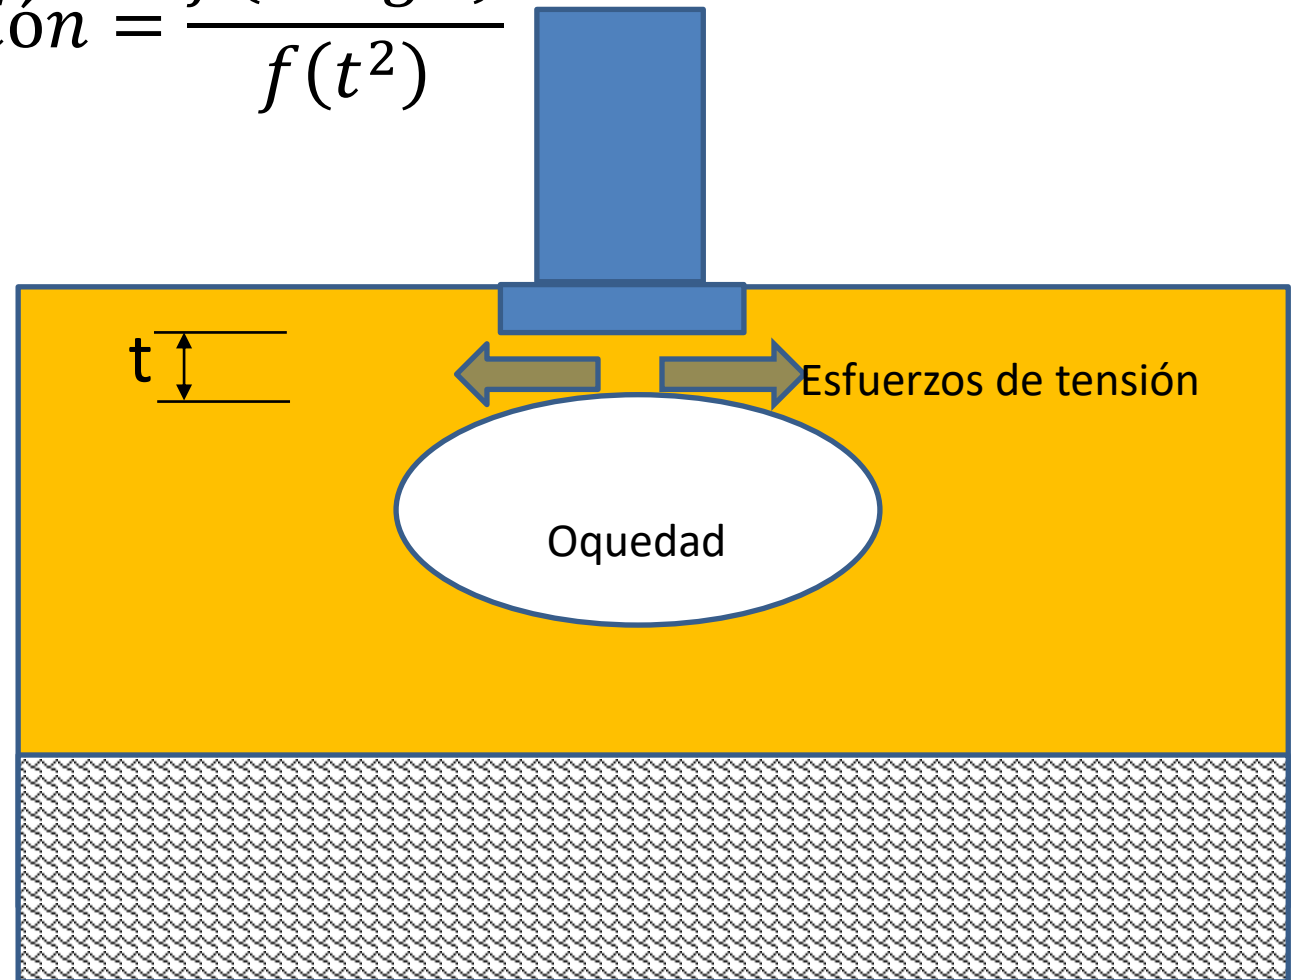 ón =
f(t²)
t
Esfuerzos de tensión
Oquedad